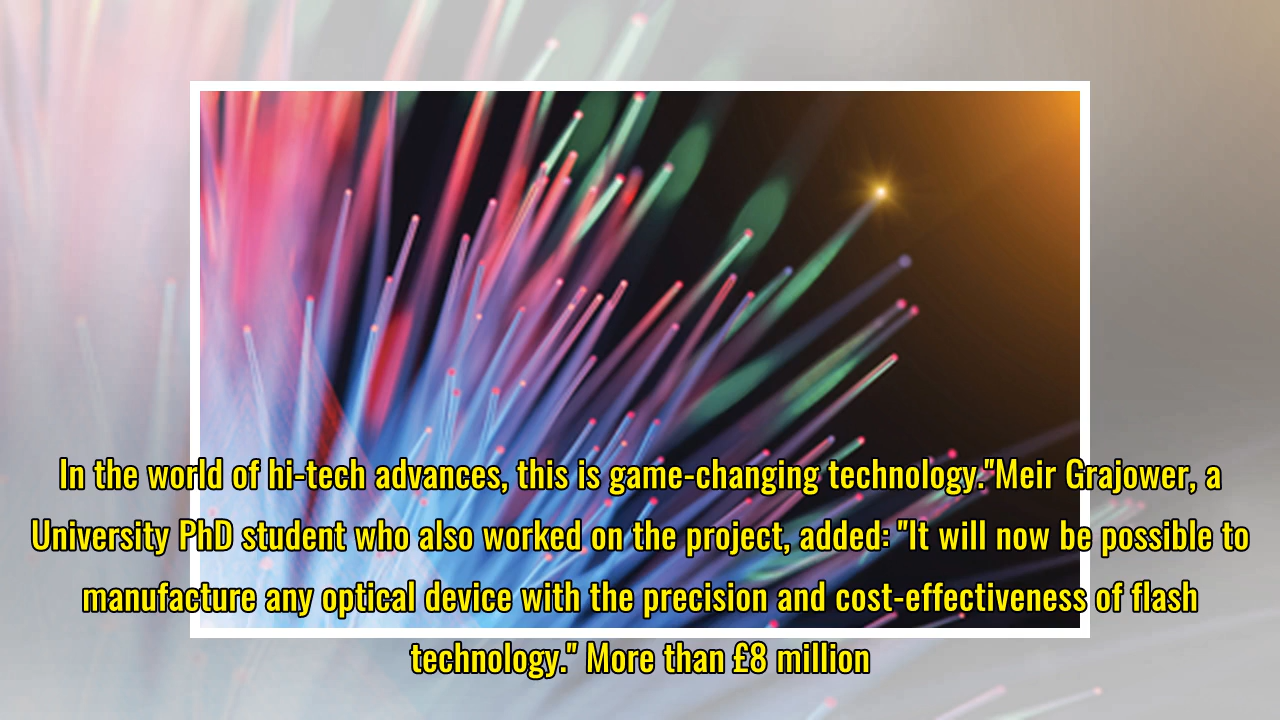 In the world of hi-tech advances, this is game-changing technology."Meir Grajower, a
University PhD student who also worked on the project, added: "It will now be possible to
manufacture any optical device with the precision and cost-effectiveness of flash
technology." More than £8 million